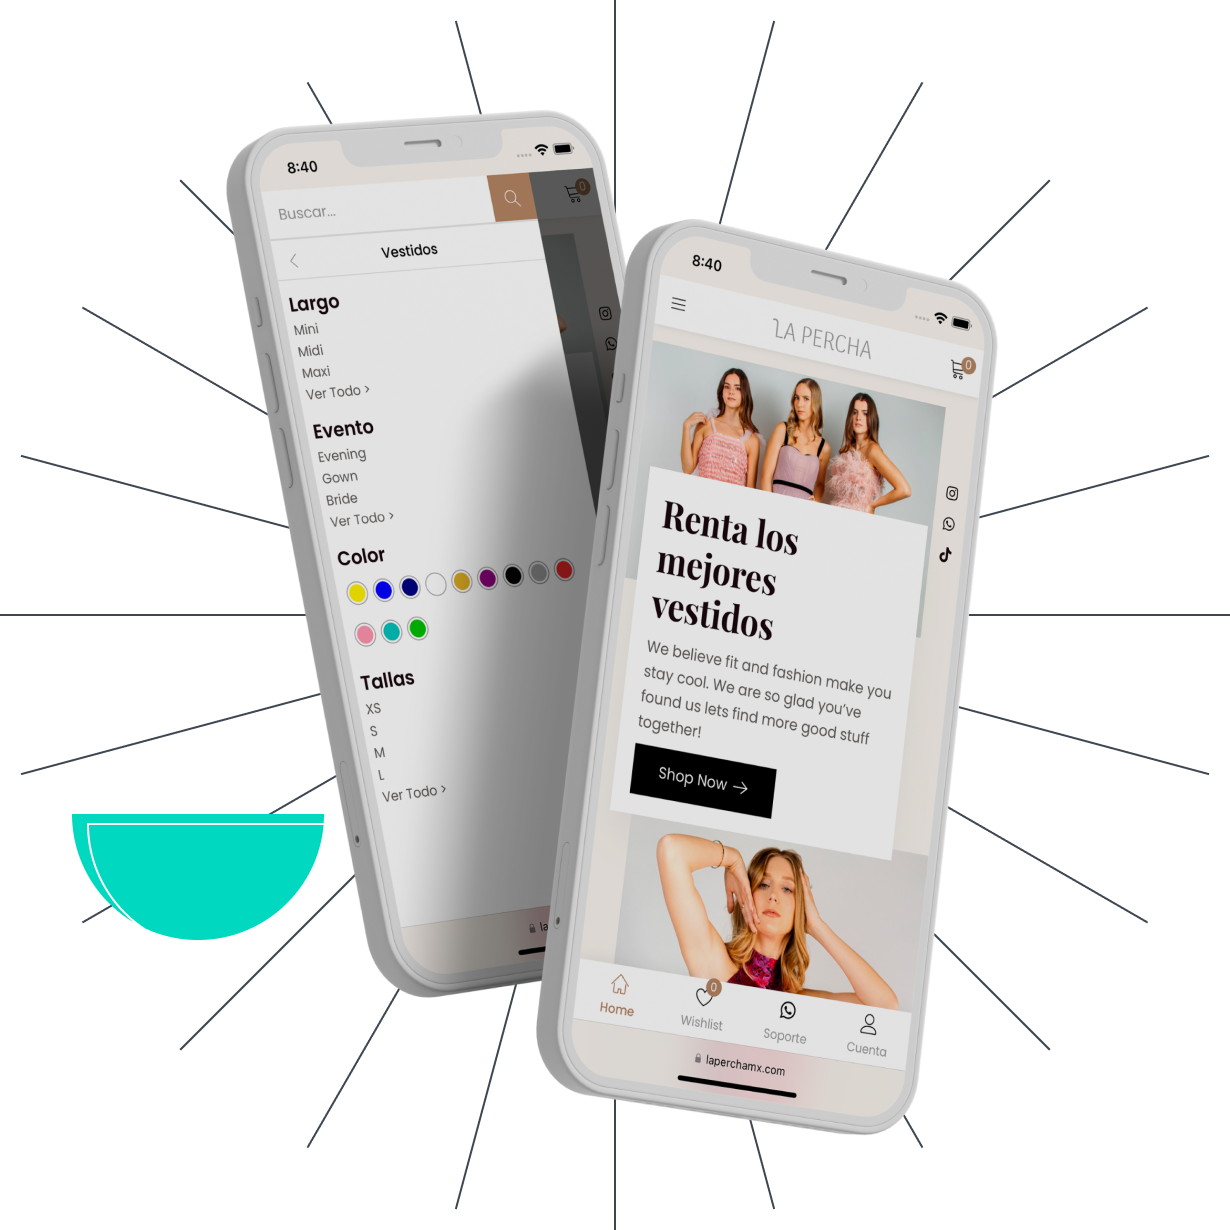 8:40
Buscar...
0
Vestidos
Largo
Mini
Midi
Maxi
Ver Todo >
Evento
Evening
Gown
Bride
Ver Todo >
Color
Tallas
XS
S
M
L
Ver Todo >
8:40
LA PERCHA
0
Renta los
mejores
vestidos
We believe fit and fashion make you
stay cool. We are so glad you've
found us lets find more good stuff
together!
Shop Now →
0
Home
Wishlist
Soporte
Cuenta
laperchamx.com